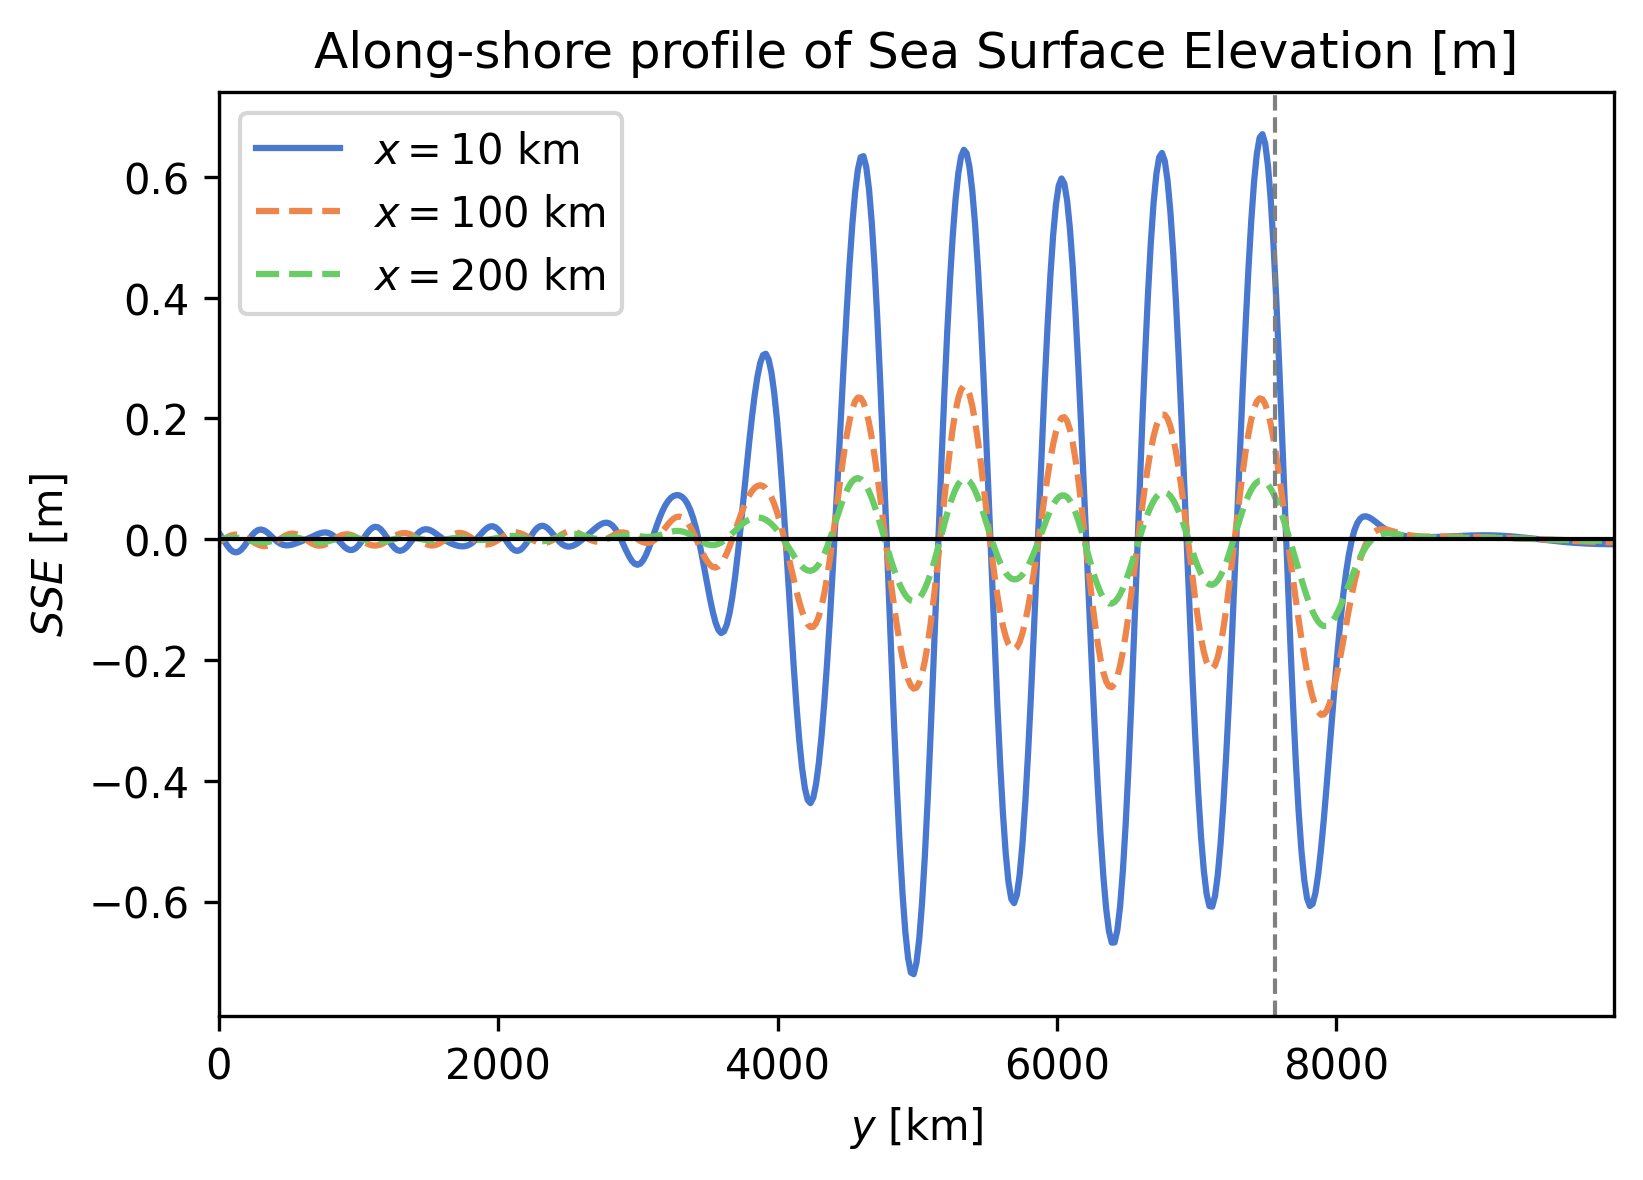 Along-shore profile of Sea Surface Elevation [m]
x = 10 km
x = 100 km
x = 200 km
0.6
0.4
0.2
0.0
−0.2
−0.4
−0.6
SSE [m]
0 2000 4000 6000 8000
y [km]